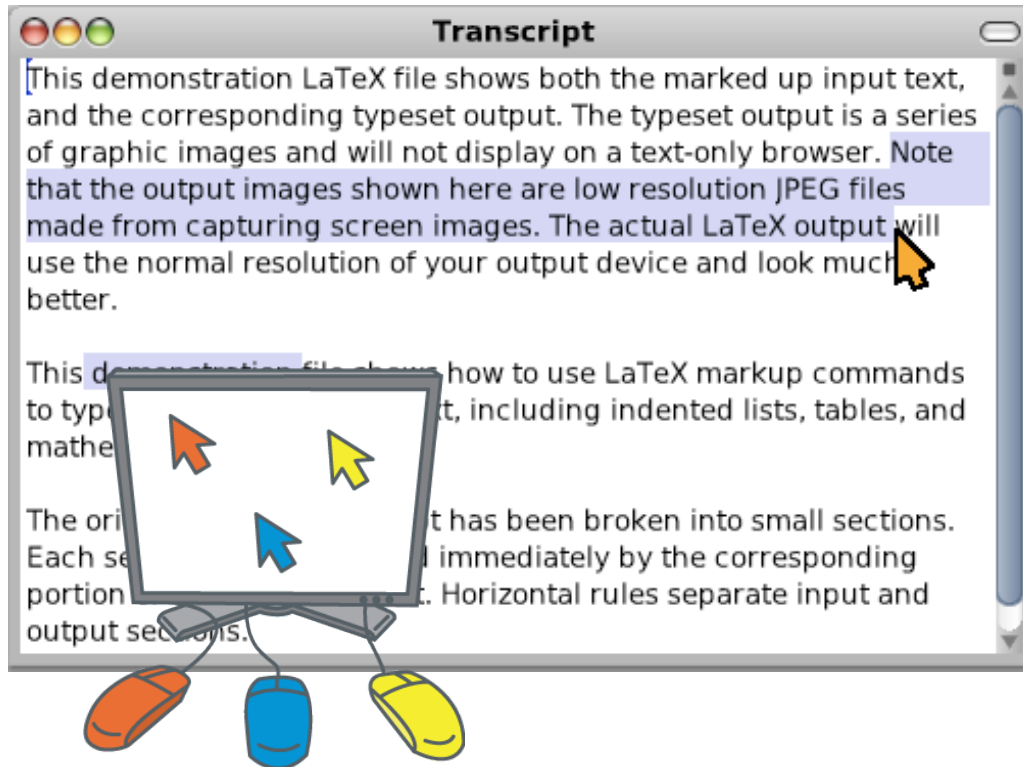 Transcript
This demonstration LaTeX file shows both the marked up input text,
and the corresponding typeset output. The typeset output is a series
of graphic images and will not display on a text-only browser. Note
that the output images shown here are low resolution JPEG files
made from capturing screen images. The actual LaTeX output will
use the normal resolution of your output device and look much
better.
This demonstration file shows how to use LaTeX markup commands
to including indented lists, tables, and
The has been broken into small sections.
Each immediately by the corresponding
portion Horizontal rules separate input and
output sections.